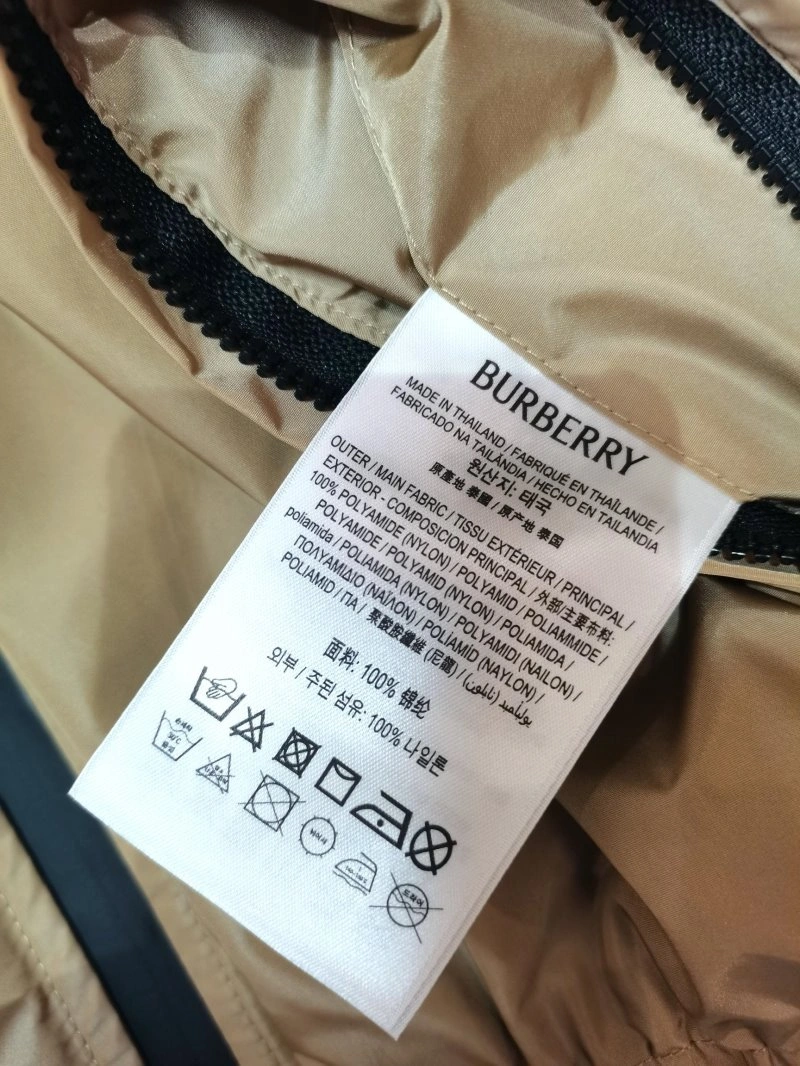 BURBERRY
MADE IN THAILAND / FABRIQUÉ EN THAÏLANDE /
FABRICADO NA TAILÂNDIA / HECHO EN TAILANDIA
원산지: 태국
原產地 泰國 / 原产地 泰国
OUTER / MAIN FABRIC / TISSU EXTÉRIEUR / PRINCIPAL /
EXTERIOR - COMPOSICIÓN PRINCIPAL / 外部/主要布料:
100% POLYAMIDE (NYLON) / POLYAMID / POLIAMMIDE /
POLYAMIDE / POLYAMID (NYLON) / POLIAMIDA /
poliamida / POLIAMIDA (NYLON) / POLYAMIDI (NAILON) /
ΠΟΛΥΑΜΙΔΙΟ (ΝΑΪΛΟΝ) / POLIAMID (NAYLON) /
POLIAMID / ПА / 聚酸胺纖維 (尼龍) / بولياميد (نايلون)
面料: 100% 锦纶
외부 / 주된 섬유: 100% 나일론